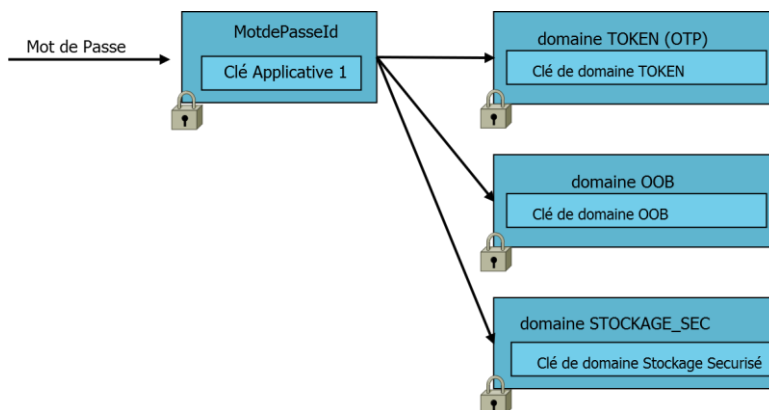 Mot de Passe
MotdePasseId
Clé Applicative 1
domaine TOKEN (OTP)
Clé de domaine TOKEN
domaine OOB
Clé de domaine OOB
domaine STOCKAGE_SEC
Clé de domaine Stockage Securisé